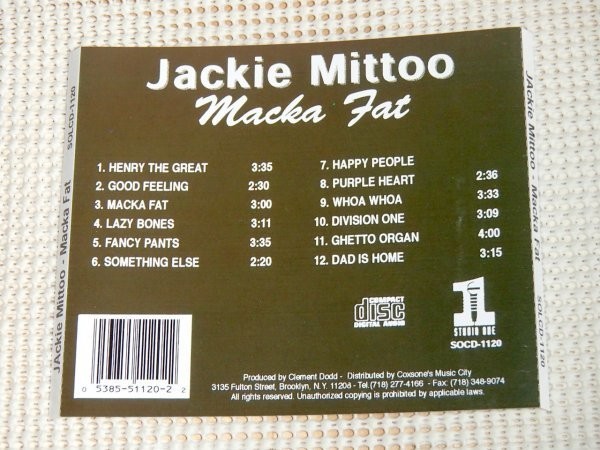 Jackie Mittoo
Macka Fat
1. HENRY THE GREAT 3:35
2. GOOD FEELING 2:30
3. MACKA FAT 3:00
4. LAZY BONES 3:11
5. FANCY PANTS 3:35
6. SOMETHING ELSE 2:20
7. HAPPY PEOPLE
8. PURPLE HEART 2:36
9. WHOA WHOA 3:33
10. DIVISION ONE 3:09
11. GHETTO ORGAN 4:00
12. DAD IS HOME 3:15
COMPACT
disc
DIGITAL AUDIO
1
STUDIO ONE
SOCD-1120
0 5385-51120-2 2
Produced by Clement Dodd - Distributed by Coxsone's Music City
3135 Fulton Street, Brooklyn, N.Y. 11208 - Tel.(718) 277-4166 - Fax: (718) 348-9074
All rights reserved. Unauthorized copying is prohibited by applicable laws.
JAckie Mittoo - Macka Fat SOLCD-1120
JAckie Mittoo - Macka Fat SOLCD-1120